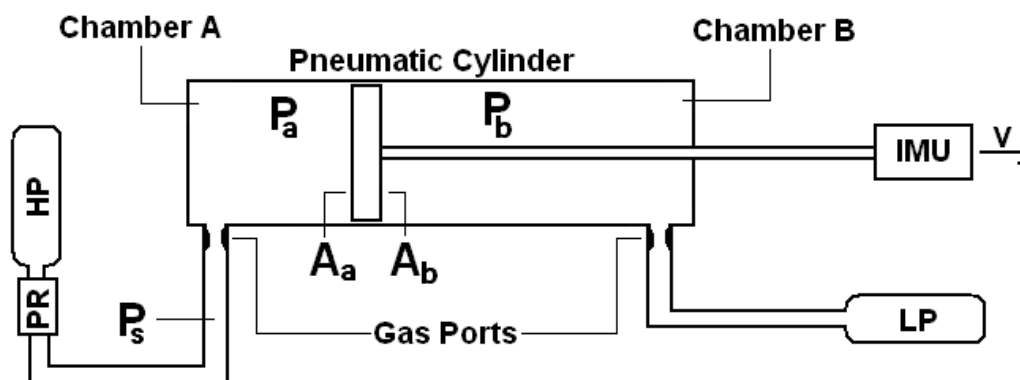 Chamber A
Chamber B
Pneumatic Cylinder
Pa
Pb
IMU
V
HP
Aa
Ab
PR
Ps
Gas Ports
LP